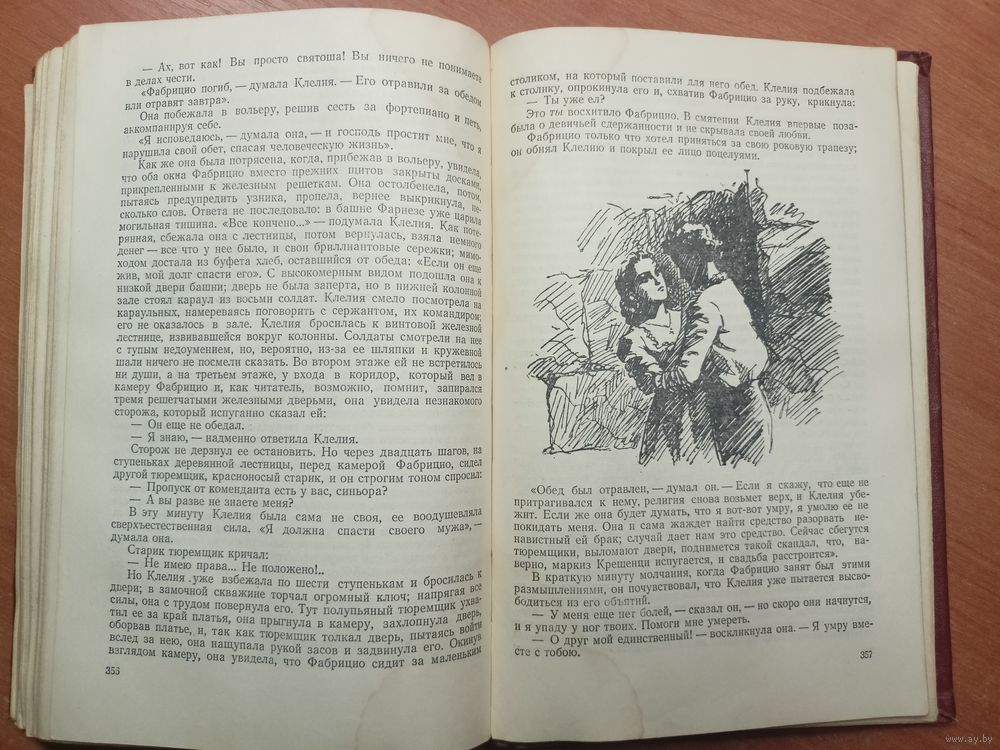 — Ах, вот как! Вы просто святоша! Вы ничего не понимаете
в делах чести.
«Фабрицио погиб, — думала Клелия. — Его отравили за обедом
или отравят завтра».
Она побежала в вольеру, решив сесть за фортепиано и петь,
аккомпанируя себе.
«Я исповедаюсь, — думала она, — и господь простит мне, что я
нарушила свой обет, спасая человеческую жизнь».
Как же она была потрясена, когда, прибежав в вольеру, увидела,
что оба окна Фабрицио вместо прежних щитов закрыты досками,
прикрепленными к железным решеткам. Она остолбенела, потом,
пытаясь предупредить узника, пропела, вернее выкрикнула, не-
сколько слов. Ответа не последовало: в башне Фарнезе уже царила
могильная тишина. «Все кончено...» — подумала Клелия. Как поте-
рянная, сбежала она с лестницы, потом вернулась, взяла немного
денег — все что у нее было, и свои бриллиантовые сережки; мимо-
ходом достала из буфета хлеб, оставшийся от обеда: «Если он еще
жив, мой долг спасти его». С высокомерным видом подошла она к
низкой двери башни; дверь не была заперта, но в нижней колонной
зале стоял караул из восьми солдат. Клелия смело посмотрела на
караульных, намереваясь поговорить с сержантом, их командиром;
его не оказалось в зале. Клелия бросилась к винтовой железной
лестнице, извивавшейся вокруг колонны. Солдаты смотрели на нее
с тупым недоумением, но, вероятно, из-за ее шляпки и кружевной
шали ничего не посмели сказать. Во втором этаже ей не встретилось
ни души, а на третьем этаже, у входа в коридор, который вел в
камеру Фабрицио и, как читатель, возможно, помнит, запирался
тремя решетчатыми железными дверьми, она увидела незнакомого
сторожа, который испуганно сказал ей:
— Он еще не обедал.
— Я знаю, — надменно ответила Клелия.
Сторож не дерзнул ее остановить. Но через двадцать шагов, на
ступеньках деревянной лестницы, перед камерой Фабрицио, сидел
другой тюремщик, красноносый старик, и он строгим тоном спросил:
— Пропуск от коменданта есть у вас, синьора?
— А вы разве не знаете меня?
В эту минуту Клелия была сама не своя, ее воодушевляла
сверхъестественная сила. «Я должна спасти своего мужа», —
думала она.
Старик тюремщик кричал:
— Не имею права... Не положено!..
Но Клелия уже взбежала по шести ступенькам и бросилась к
двери; в замочной скважине торчал огромный ключ; напрягая все
силы, она с трудом повернула его. Тут полупьяный тюремщик ухва-
тил ее за край платья, она прыгнула в камеру, захлопнула дверь,
оборвав платье, и, так как тюремщик толкал дверь, пытаясь войти
вслед за нею, она нащупала рукой засов и задвинула его. Окинув
взглядом камеру, она увидела, что Фабрицио сидит за маленьким
356
столиком, на который поставили для него обед. Клелия подбежала
к столику, опрокинула его и, схватив Фабрицио за руку, крикнула:
— Ты уже ел?
Это ты восхитило Фабрицио. В смятении Клелия впервые поза-
была о девичьей сдержанности и не скрывала своей любви.
Фабрицио только что хотел приняться за свою роковую трапезу;
он обнял Клелию и покрыл ее лицо поцелуями.
«Обед был отравлен, — думал он. — Если я скажу, что еще не
притрагивался к нему, религия снова возьмет верх, и Клелия убе-
жит. Если же она будет думать, что я вот-вот умру, я умолю ее не
покидать меня. Она и сама жаждет найти средство разорвать не-
навистный ей брак; случай дает нам это средство. Сейчас сбегутся
тюремщики, выломают двери, поднимется такой скандал, что, на-
верно, маркиз Крешенци испугается, и свадьба расстроится».
В краткую минуту молчания, когда Фабрицио занят был этими
размышлениями, он почувствовал, что Клелия уже пытается высво-
бодиться из его объятий.
— У меня еще нет болей, — сказал он, — но скоро они начнутся,
и я упаду у ног твоих. Помоги мне умереть.
— О друг мой единственный! — воскликнула она. — Я умру вме-
сте с тобою.
357
www.ay.by